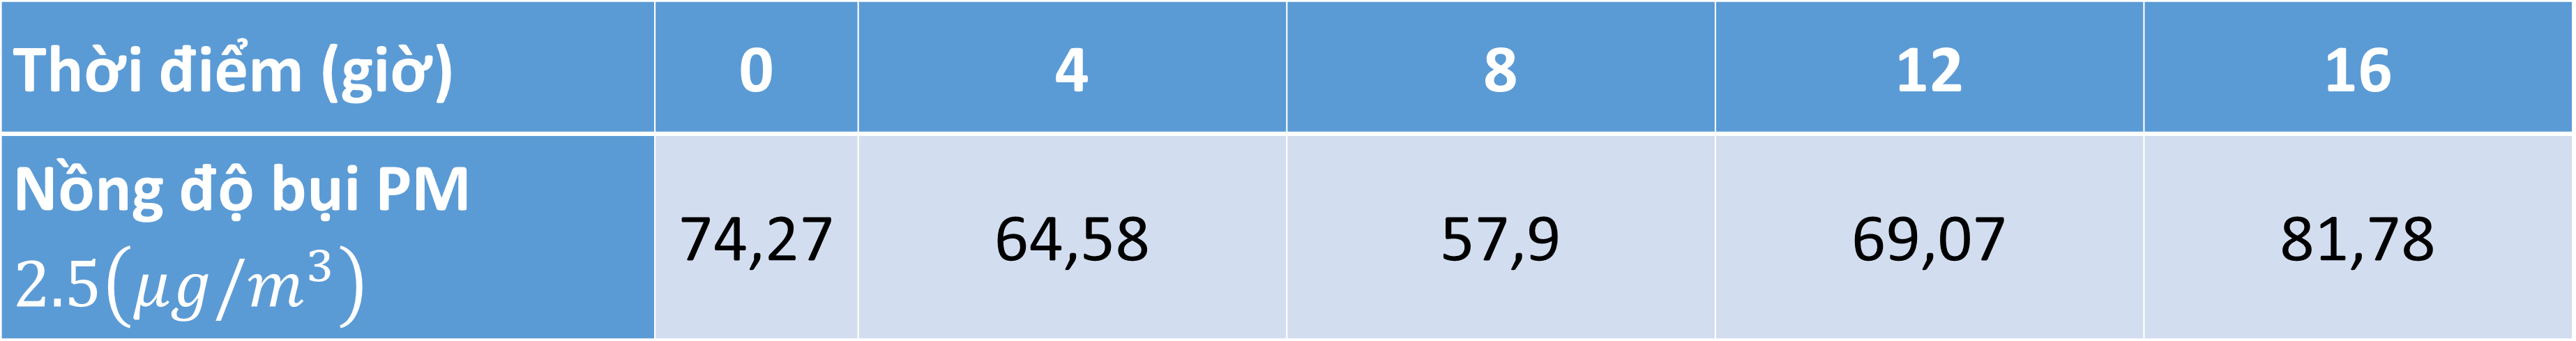 Thời điểm (giờ) 0 4 8 12 16
Nồng độ bụi PM
2.5(μg/m³) 74,27 64,58 57,9 69,07 81,78